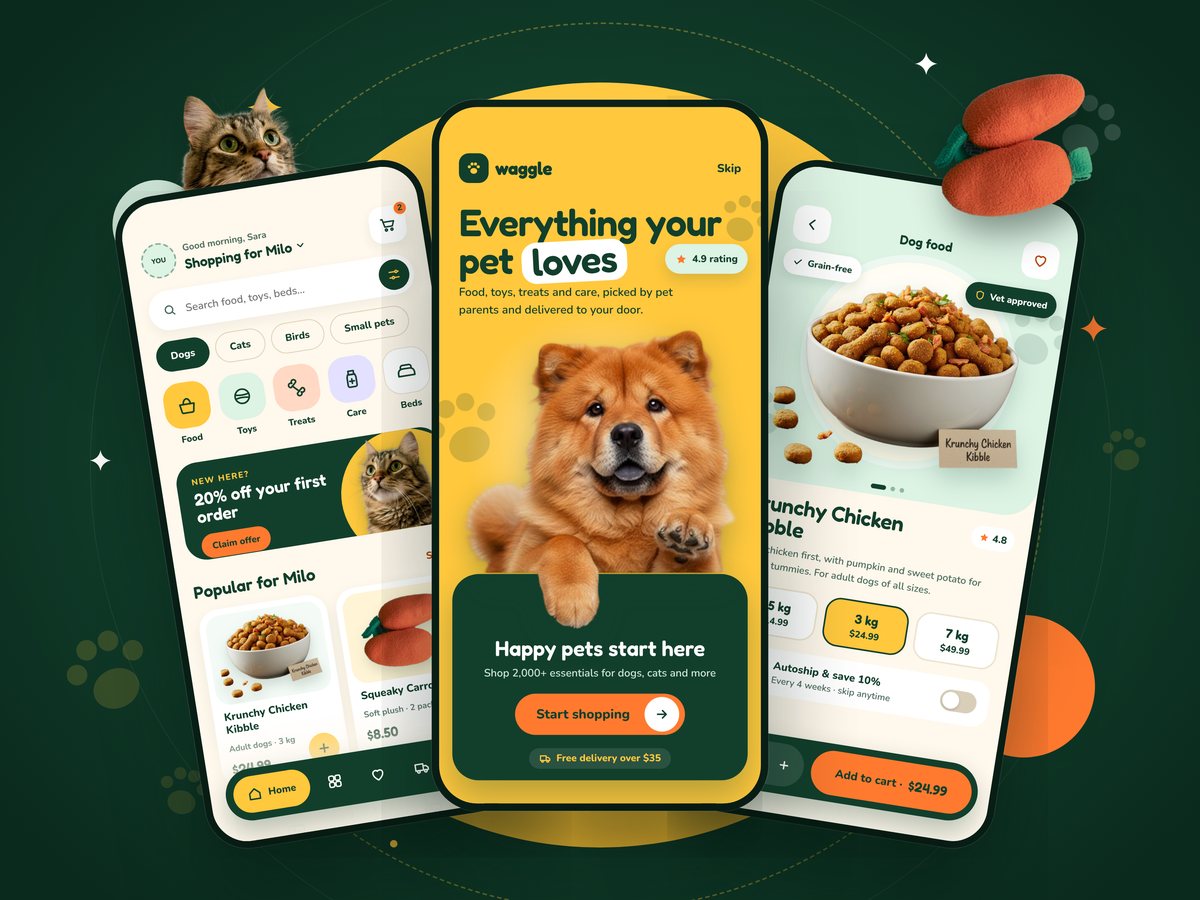 Good morning, Sara
Shopping for Milo
YOU
2
Search food, toys, beds...
Dogs
Cats
Birds
Small pets
Food
Toys
Treats
Care
Beds
NEW HERE?
20% off your first
order
Claim offer
Popular for Milo
S
Krunchy Chicken
Kibble
Krunchy Chicken
Kibble
Adult dogs · 3 kg
$24.99
Squeaky Carro
Soft plush · 2 pac
$8.50
Home
waggle
Skip
Everything your
pet loves
4.9 rating
Food, toys, treats and care, picked by pet
parents and delivered to your door.
Happy pets start here
Shop 2,000+ essentials for dogs, cats and more
Start shopping
Free delivery over $35
Dog food
Grain-free
Vet approved
Krunchy Chicken
Kibble
runchy Chicken
bble
4.8
chicken first, with pumpkin and sweet potato for
tummies. For adult dogs of all sizes.
5 kg
4.99
3 kg
$24.99
7 kg
$49.99
Autoship & save 10%
Every 4 weeks · skip anytime
+
Add to cart · $24.99